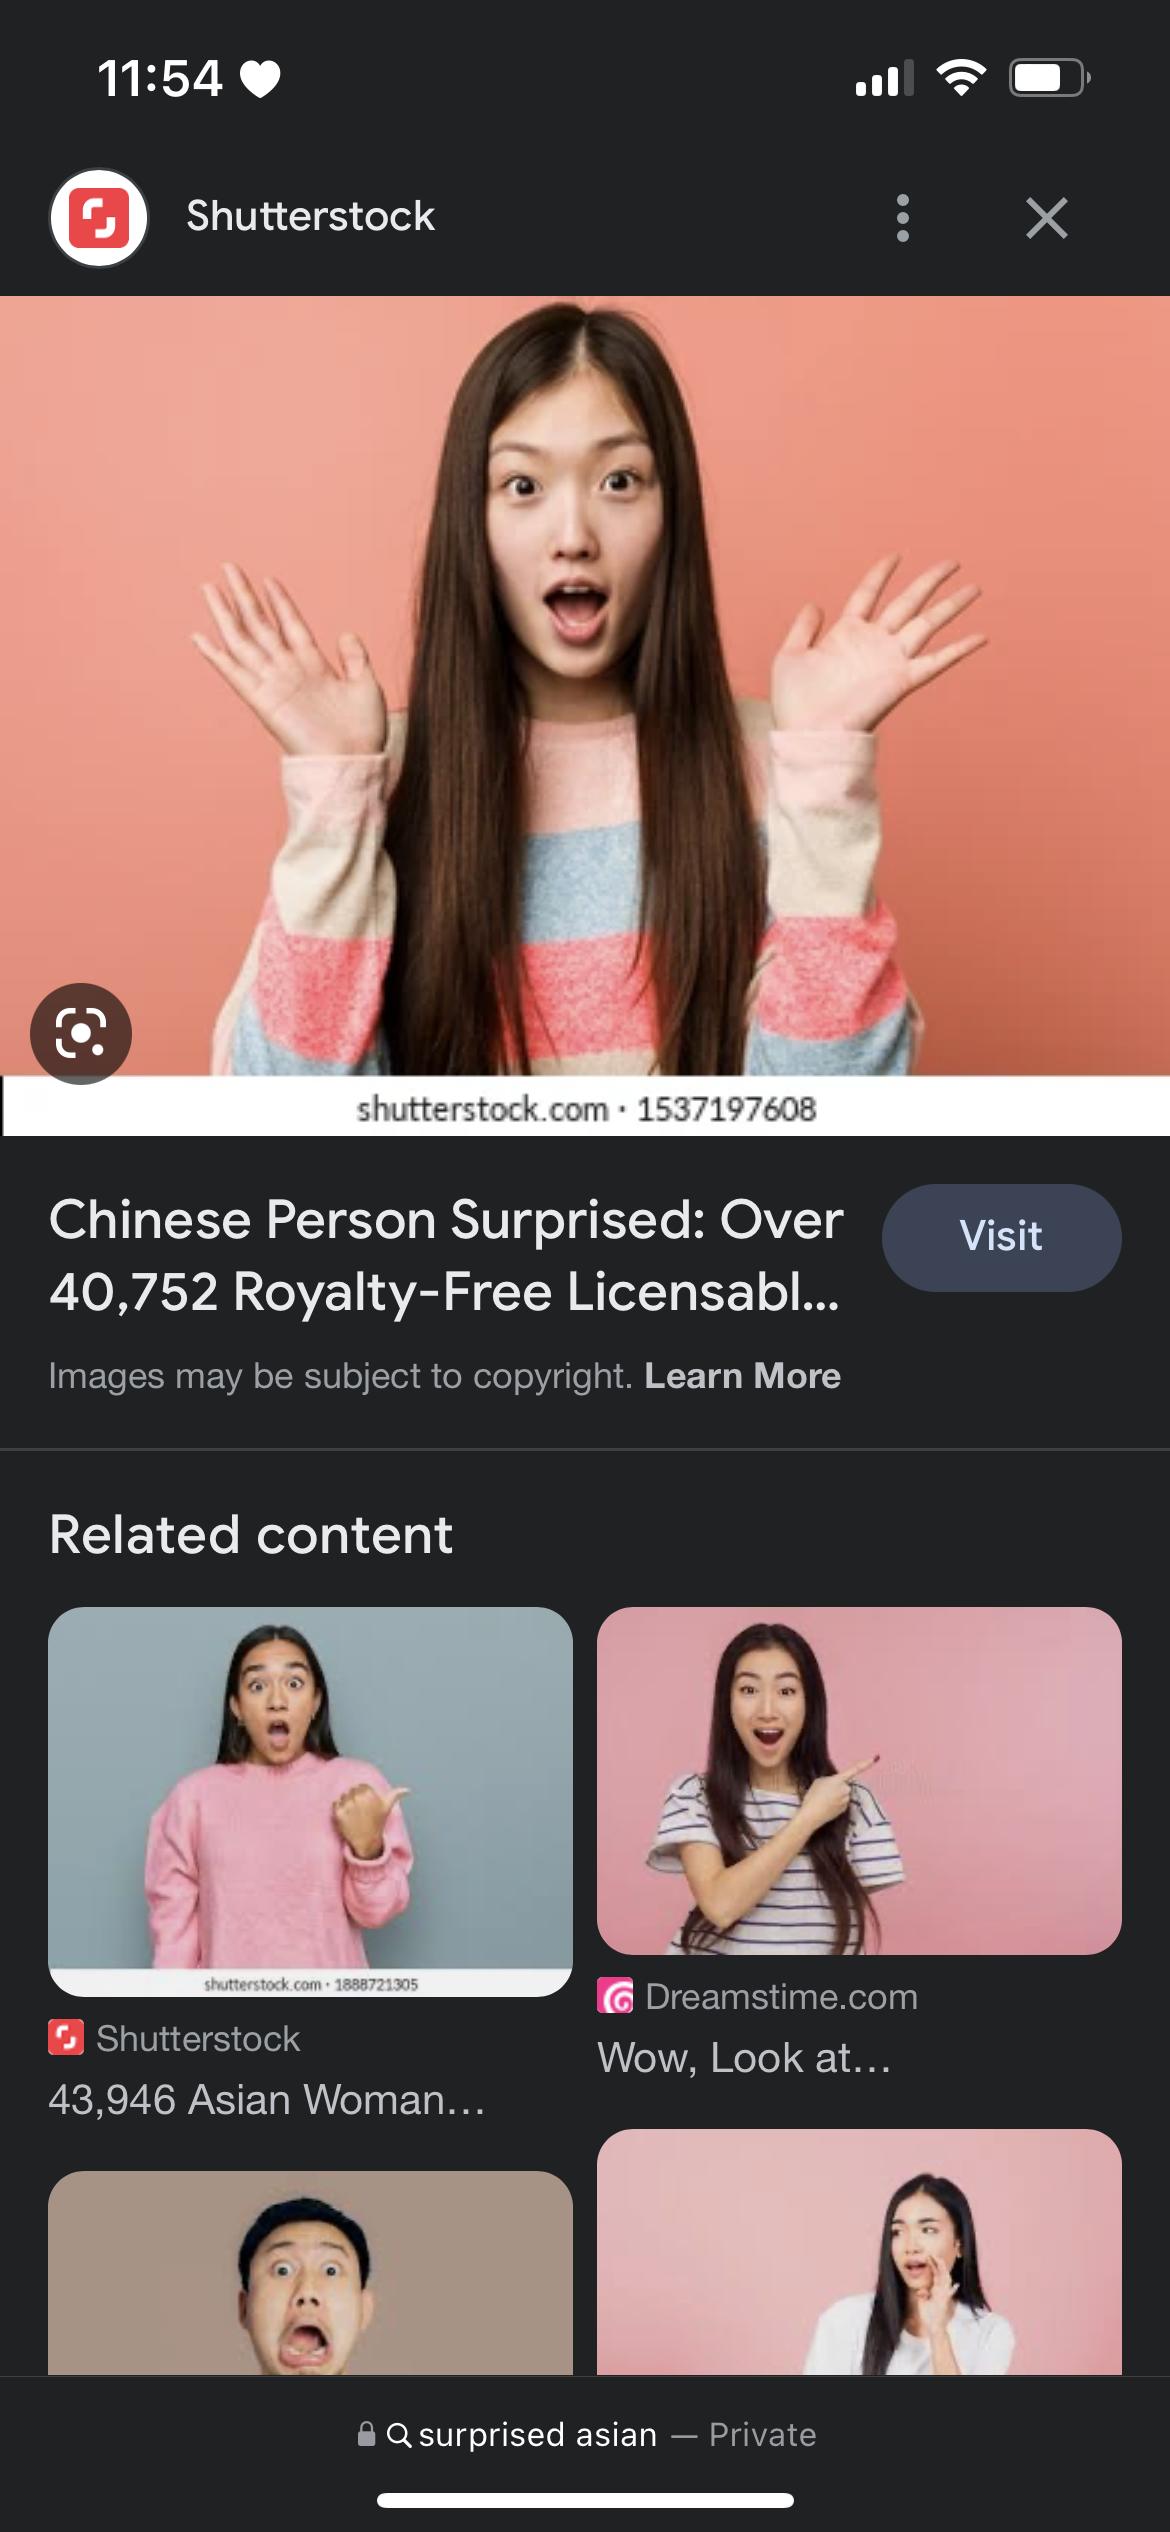 11:54
Shutterstock
shutterstock.com · 1537197608
Chinese Person Surprised: Over
40,752 Royalty-Free Licensabl...
Visit
Images may be subject to copyright. Learn More
Related content
shutterstock.com · 1888721305
Shutterstock
43,946 Asian Woman...
Dreamstime.com
Wow, Look at...
surprised asian — Private